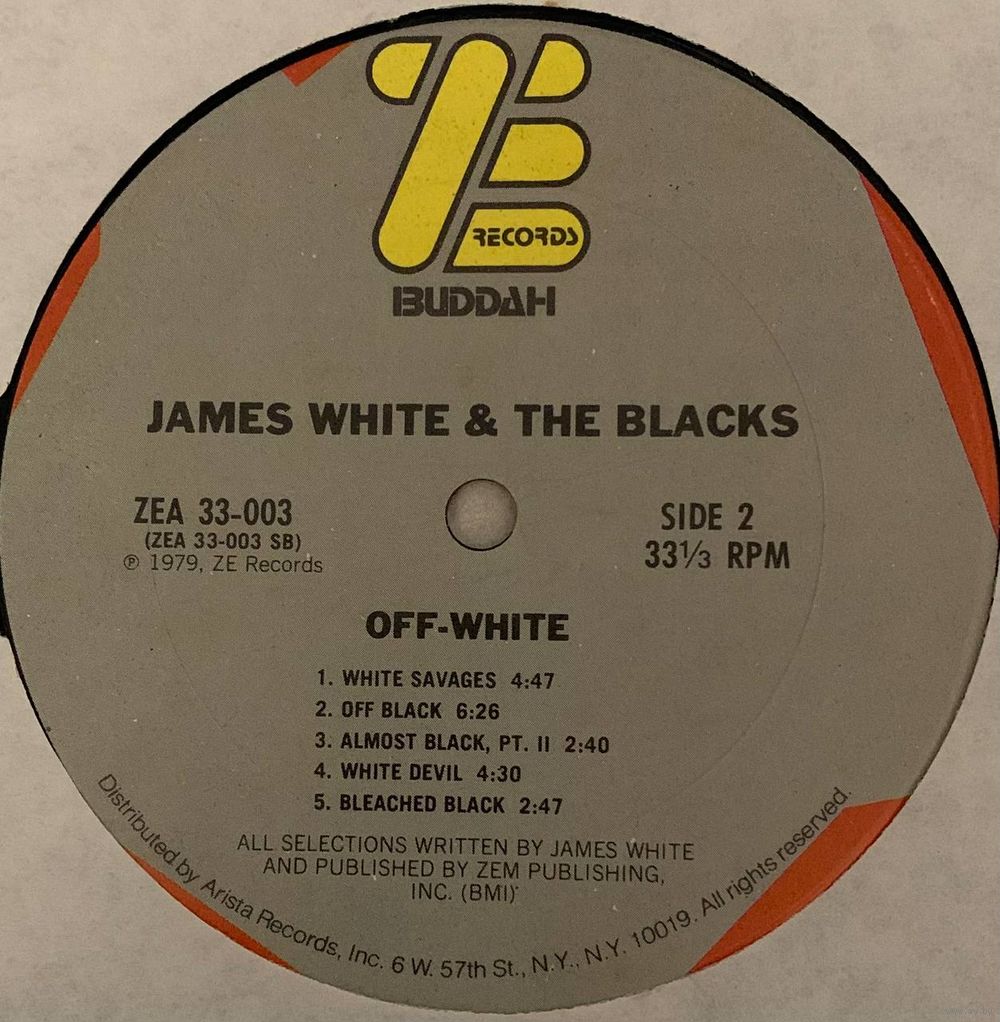 ZE
RECORDS
BUDDAH
JAMES WHITE & THE BLACKS
ZEA 33-003
(ZEA 33-003 SB)
℗ 1979, ZE Records
SIDE 2
33⅓ RPM
OFF-WHITE
1. WHITE SAVAGES 4:47
2. OFF BLACK 6:26
3. ALMOST BLACK, PT. II 2:40
4. WHITE DEVIL 4:30
5. BLEACHED BLACK 2:47
ALL SELECTIONS WRITTEN BY JAMES WHITE
AND PUBLISHED BY ZEM PUBLISHING,
INC. (BMI)
Distributed by Arista Records, Inc. 6 W. 57th St., N.Y., N.Y. 10019. All rights reserved.